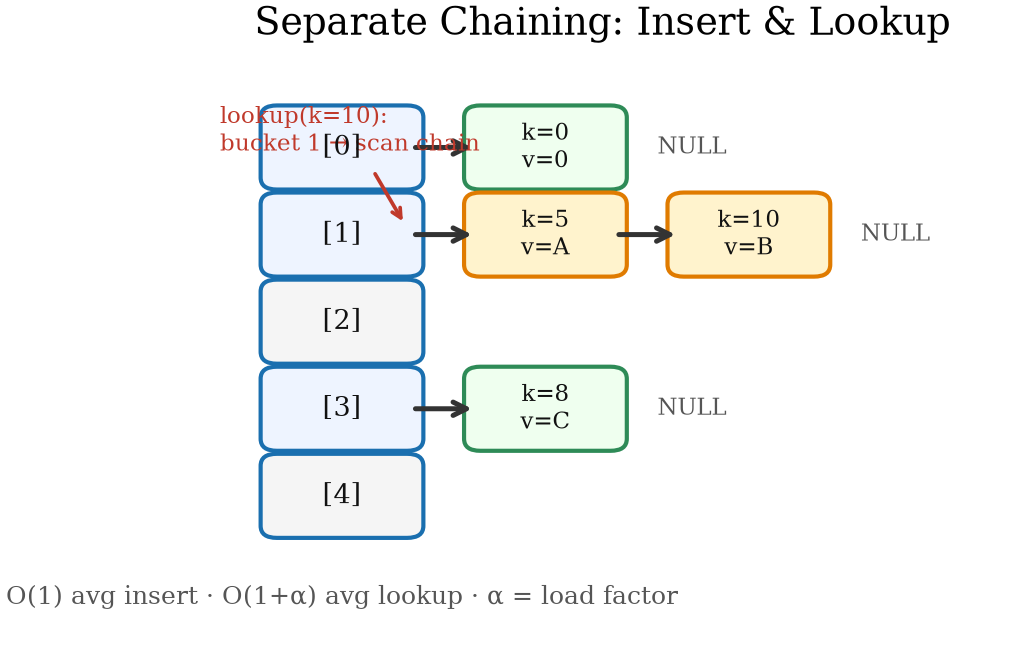 Separate Chaining: Insert & Lookup
lookup(k=10):
bucket 1 → scan chain
[0]
k=0
v=0
NULL
[1]
k=5
v=A
k=10
v=B
NULL
[2]
[3]
k=8
v=C
NULL
[4]
O(1) avg insert · O(1+α) avg lookup · α = load factor